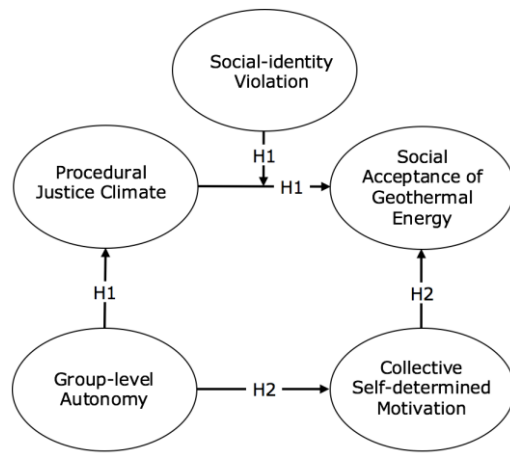 Social-identity
Violation
H1
Procedural
Justice Climate
H1
Social
Acceptance of
Geothermal
Energy
H1
H2
Group-level
Autonomy
H2
Collective
Self-determined
Motivation